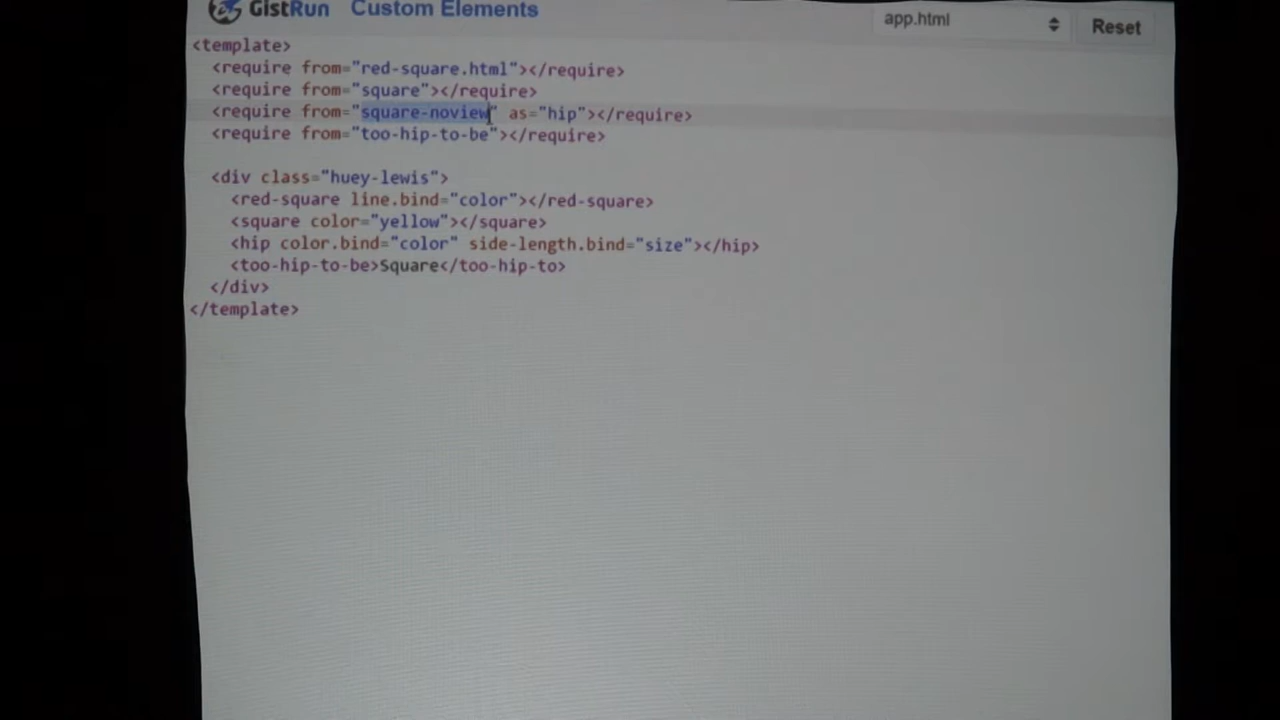 GistRun Custom Elements app.html Reset
<template>
<require from="red-square.html"></require>
<require from="square"></require>
<require from="square-noview" as="hip"></require>
<require from="too-hip-to-be"></require>
<div class="huey-lewis">
<red-square line.bind="color"></red-square>
<square color="yellow"></square>
<hip color.bind="color" side-length.bind="size"></hip>
<too-hip-to-be>Square</too-hip-to>
</div>
</template>